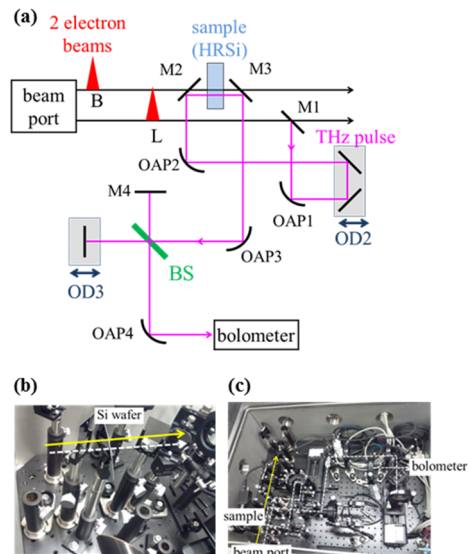 (a)
2 electron
beams
sample
(HRSi)
M2
M3
beam
port
B
L
M1
THz pulse
OAP2
M4
OAP1
OD2
OAP3
BS
OD3
OAP4
bolometer
(b)
Si wafer
(c)
bolometer
sample
beam port